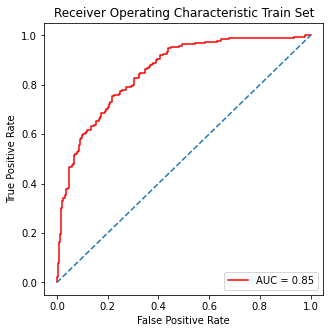 Receiver Operating Characteristic Train Set
True Positive Rate
1.0
0.8
0.6
0.4
0.2
0.0
AUC = 0.85
0.0 0.2 0.4 0.6 0.8 1.0
False Positive Rate